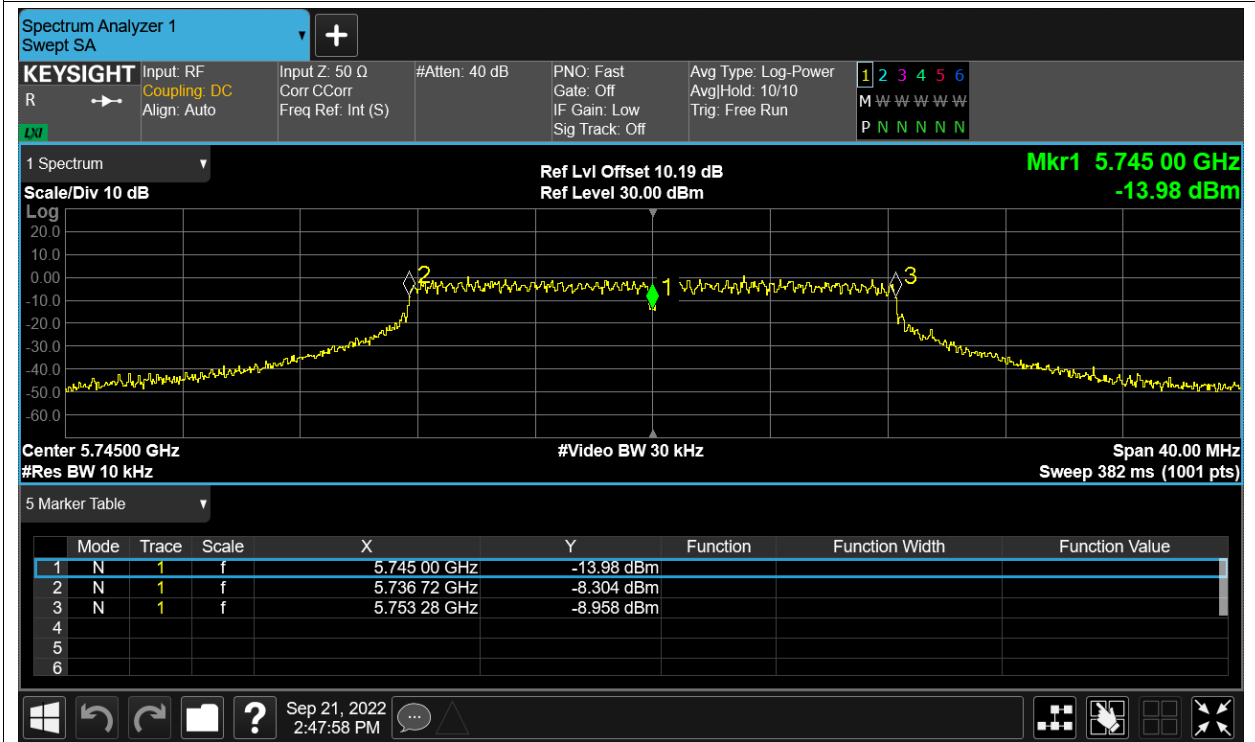 Spectrum Analyzer 1
Swept SA
+
KEYSIGHT Input: RF Input Z: 50 Ω #Atten: 40 dB PNO: Fast Avg Type: Log-Power 1 2 3 4 5 6
R Coupling: DC Corr CCorr Gate: Off Avg|Hold: 10/10 M W W W W W
Align: Auto Freq Ref: Int (S) IF Gain: Low Trig: Free Run
LXI Sig Track: Off P N N N N N
1 Spectrum Ref Lvl Offset 10.19 dB Mkr1 5.745 00 GHz
Scale/Div 10 dB Ref Level 30.00 dBm -13.98 dBm
Log
20.0
10.0
0.00 2 3
-10.0 1
-20.0
-30.0
-40.0
-50.0
-60.0
Center 5.74500 GHz #Video BW 30 kHz Span 40.00 MHz
#Res BW 10 kHz Sweep 382 ms (1001 pts)
5 Marker Table
Mode Trace Scale X Y Function Function Width Function Value
1 N 1 f 5.745 00 GHz -13.98 dBm
2 N 1 f 5.736 72 GHz -8.304 dBm
3 N 1 f 5.753 28 GHz -8.958 dBm
4
5
6
? Sep 21, 2022
2:47:58 PM